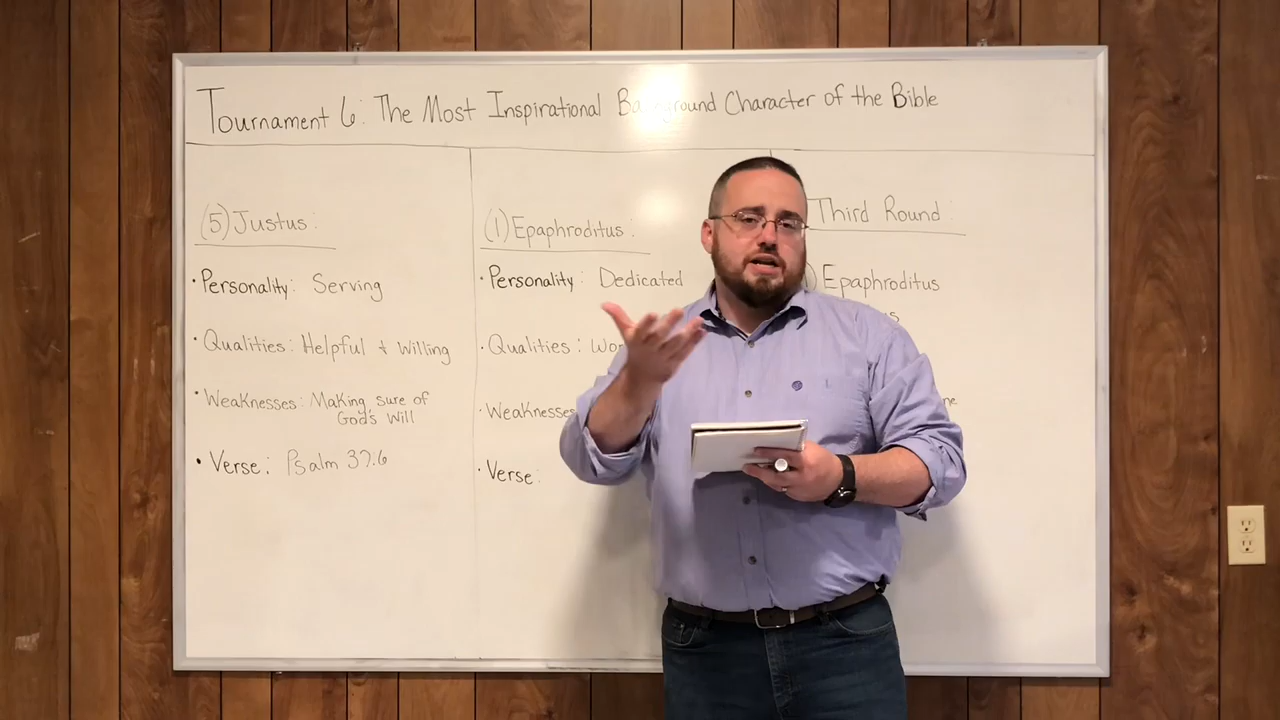 Tournament 6: The Most Inspirational Background Character of the Bible
(5) Justus:
• Personality: Serving
• Qualities: Helpful + Willing
• Weaknesses: Making sure of
God's Will
• Verse: Psalm 37:6
(1) Epaphroditus:
• Personality: Dedicated
• Qualities:
• Weaknesses
• Verse:
Third Round:
Epaphroditus